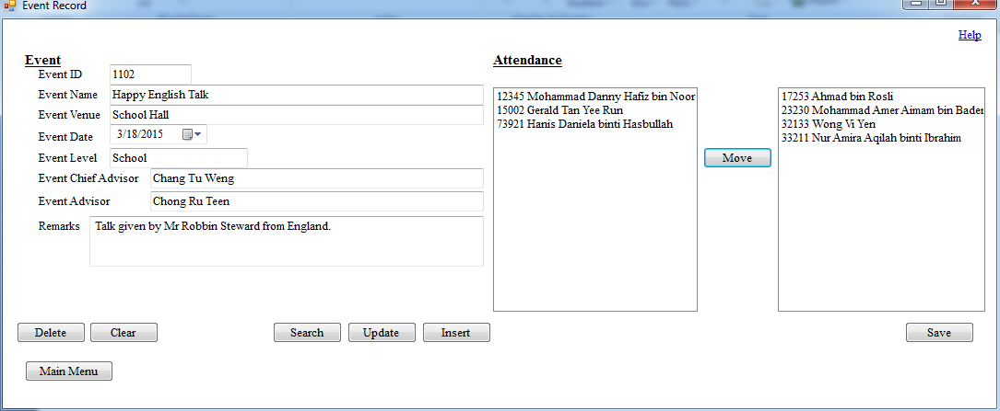 Event Record
Help
Event
Event ID 1102
Event Name Happy English Talk
Event Venue School Hall
Event Date 3/18/2015
Event Level School
Event Chief Advisor Chang Tu Weng
Event Advisor Chong Ru Teen
Remarks Talk given by Mr Robbin Steward from England.
Attendance
12345 Mohammad Danny Hafiz bin Noor
15002 Gerald Tan Yee Run
73921 Hanis Daniela binti Hasbullah
Move
17253 Ahmad bin Rosli
23230 Mohammad Amer Aimam bin Bader
32133 Wong Vi Yen
33211 Nur Amira Aqilah binti Ibrahim
Delete Clear Search Update Insert Save
Main Menu